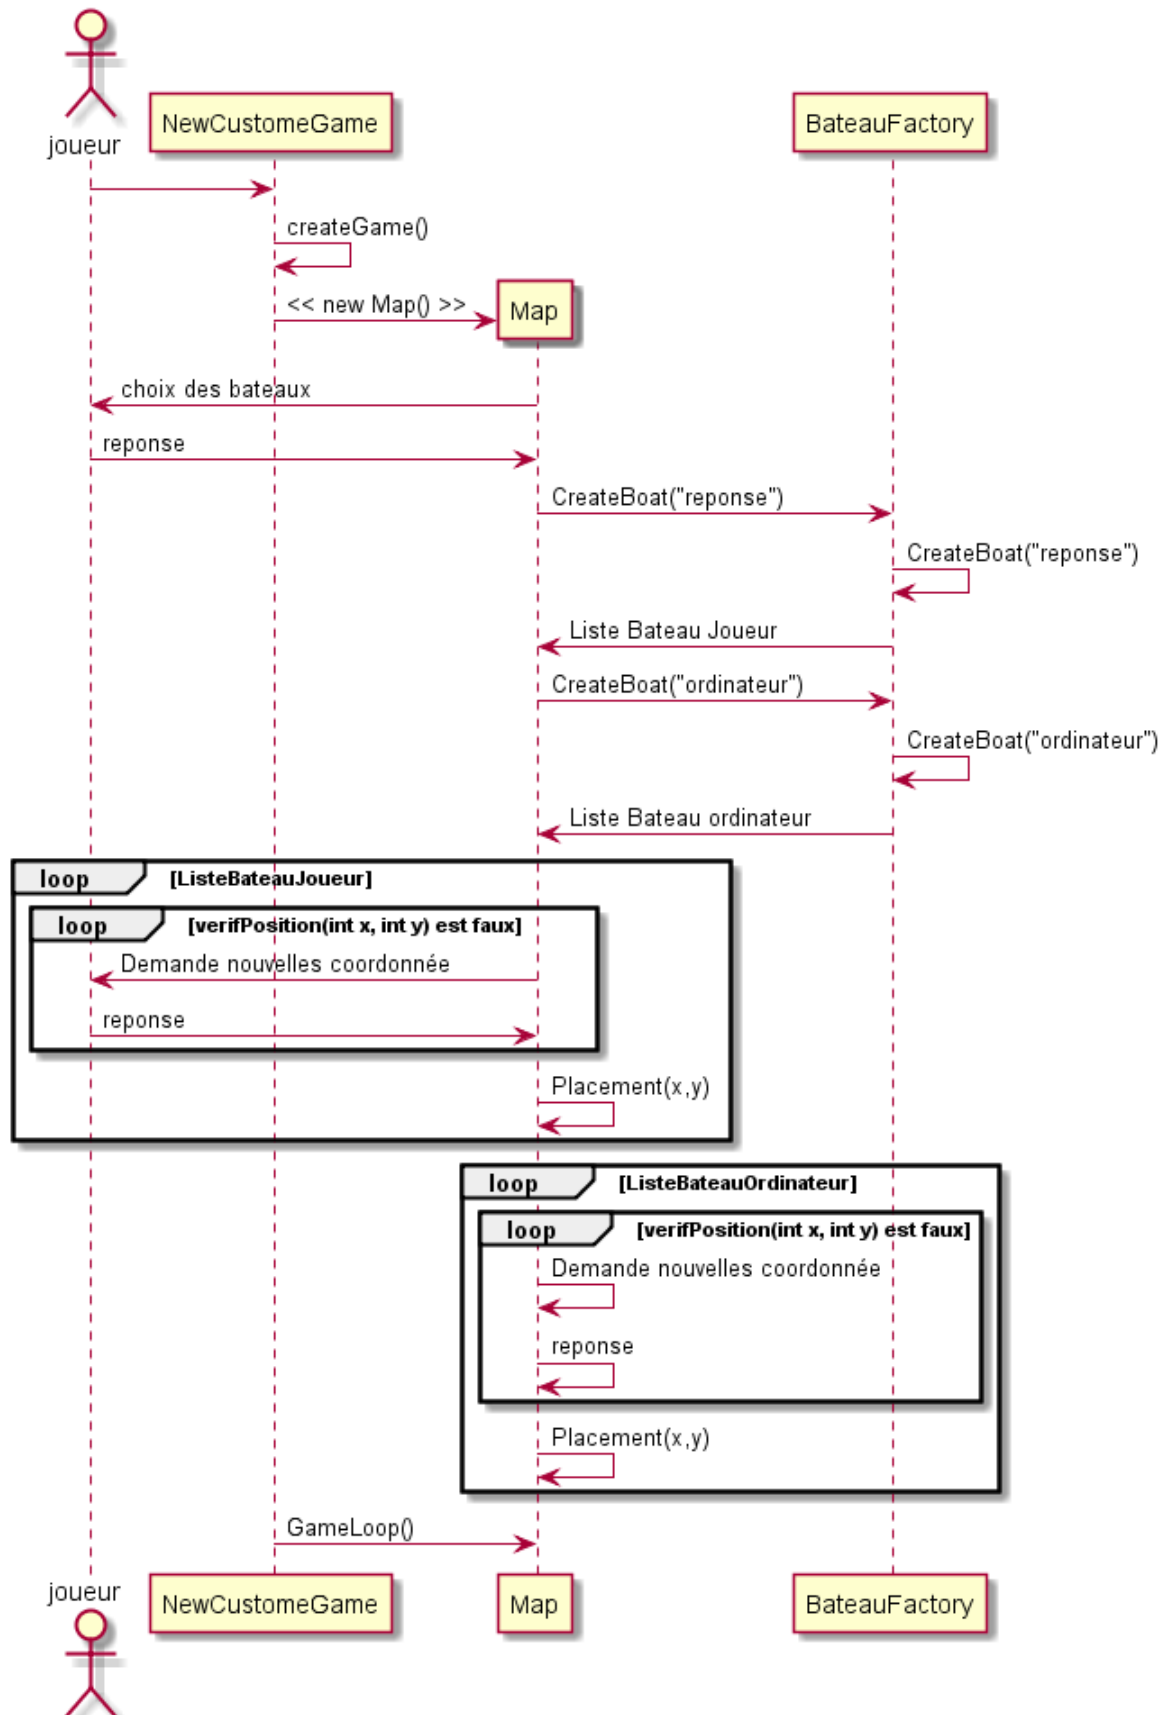 joueur
NewCustomeGame
BateauFactory
createGame()
<< new Map() >>
Map
choix des bateaux
reponse
CreateBoat("reponse")
CreateBoat("reponse")
Liste Bateau Joueur
CreateBoat("ordinateur")
CreateBoat("ordinateur")
Liste Bateau ordinateur
loop [ListeBateauJoueur]
loop [verifPosition(int x, int y) est faux]
Demande nouvelles coordonnée
reponse
Placement(x,y)
loop [ListeBateauOrdinateur]
loop [verifPosition(int x, int y) est faux]
Demande nouvelles coordonnée
reponse
Placement(x,y)
GameLoop()
joueur
NewCustomeGame
Map
BateauFactory